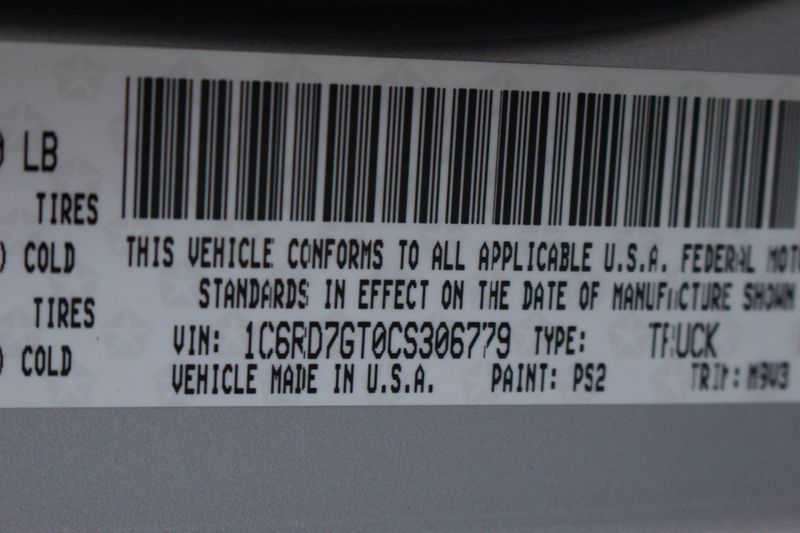 LB
TIRES
COLD
TIRES
COLD
THIS VEHICLE CONFORMS TO ALL APPLICABLE U.S.A. FEDERAL
STANDARDS IN EFFECT ON THE DATE OF MANUFACTURE SHOWN
VIN: 1C6RD7GT0CS306779 TYPE: TRUCK
VEHICLE MADE IN U.S.A. PAINT: PS2 TRIM: M9V3